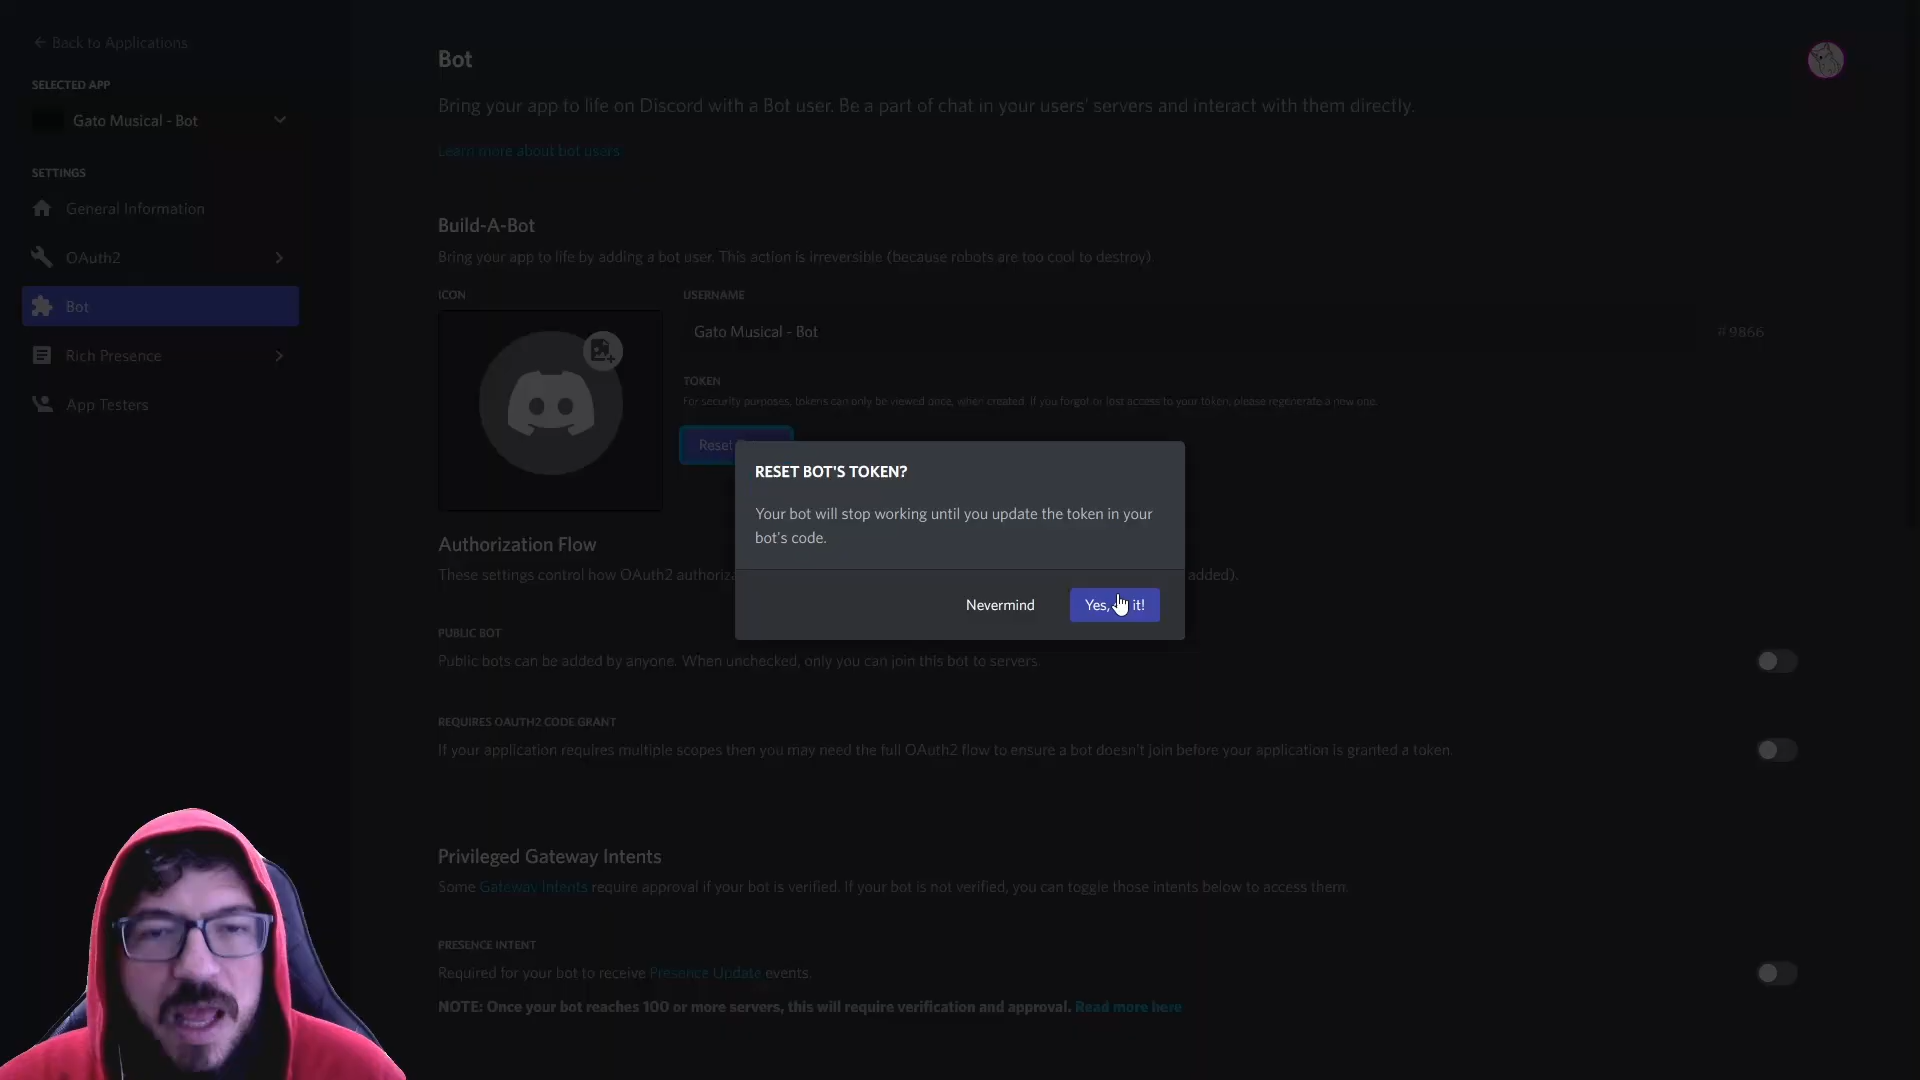 Back to Applications
SELECTED APP
Gato Musical - Bot
SETTINGS
General Information
OAuth2
Bot
Rich Presence
App Testers
Bot
Bring your app to life on Discord with a Bot user. Be a part of chat in your users' servers and interact with them directly.
Learn more about bot users
Build-A-Bot
Bring your app to life by adding a bot user. This action is irreversible (because robots are too cool to destroy).
ICON
USERNAME
Gato Musical - Bot
#9866
TOKEN
For security purposes, tokens can only be viewed once, when created. If you forgot or lost access to your token, please regenerate a new one.
Reset
RESET BOT'S TOKEN?
Your bot will stop working until you update the token in your
bot's code.
Nevermind
Yes, it!
Authorization Flow
These settings control how OAuth2 added).
PUBLIC BOT
Public bots can be added by anyone. When unchecked, only you can join this bot to servers.
REQUIRES OAUTH2 CODE GRANT
If your application requires multiple scopes then you may need the full OAuth2 flow to ensure a bot doesn't join before your application is granted a token.
Privileged Gateway Intents
Some Gateway Intents require approval if your bot is verified. If your bot is not verified, you can toggle those intents below to access them.
PRESENCE INTENT
Required for your bot to receive Presence Update events.
NOTE: Once your bot reaches 100 or more servers, this will require verification and approval. Read more here